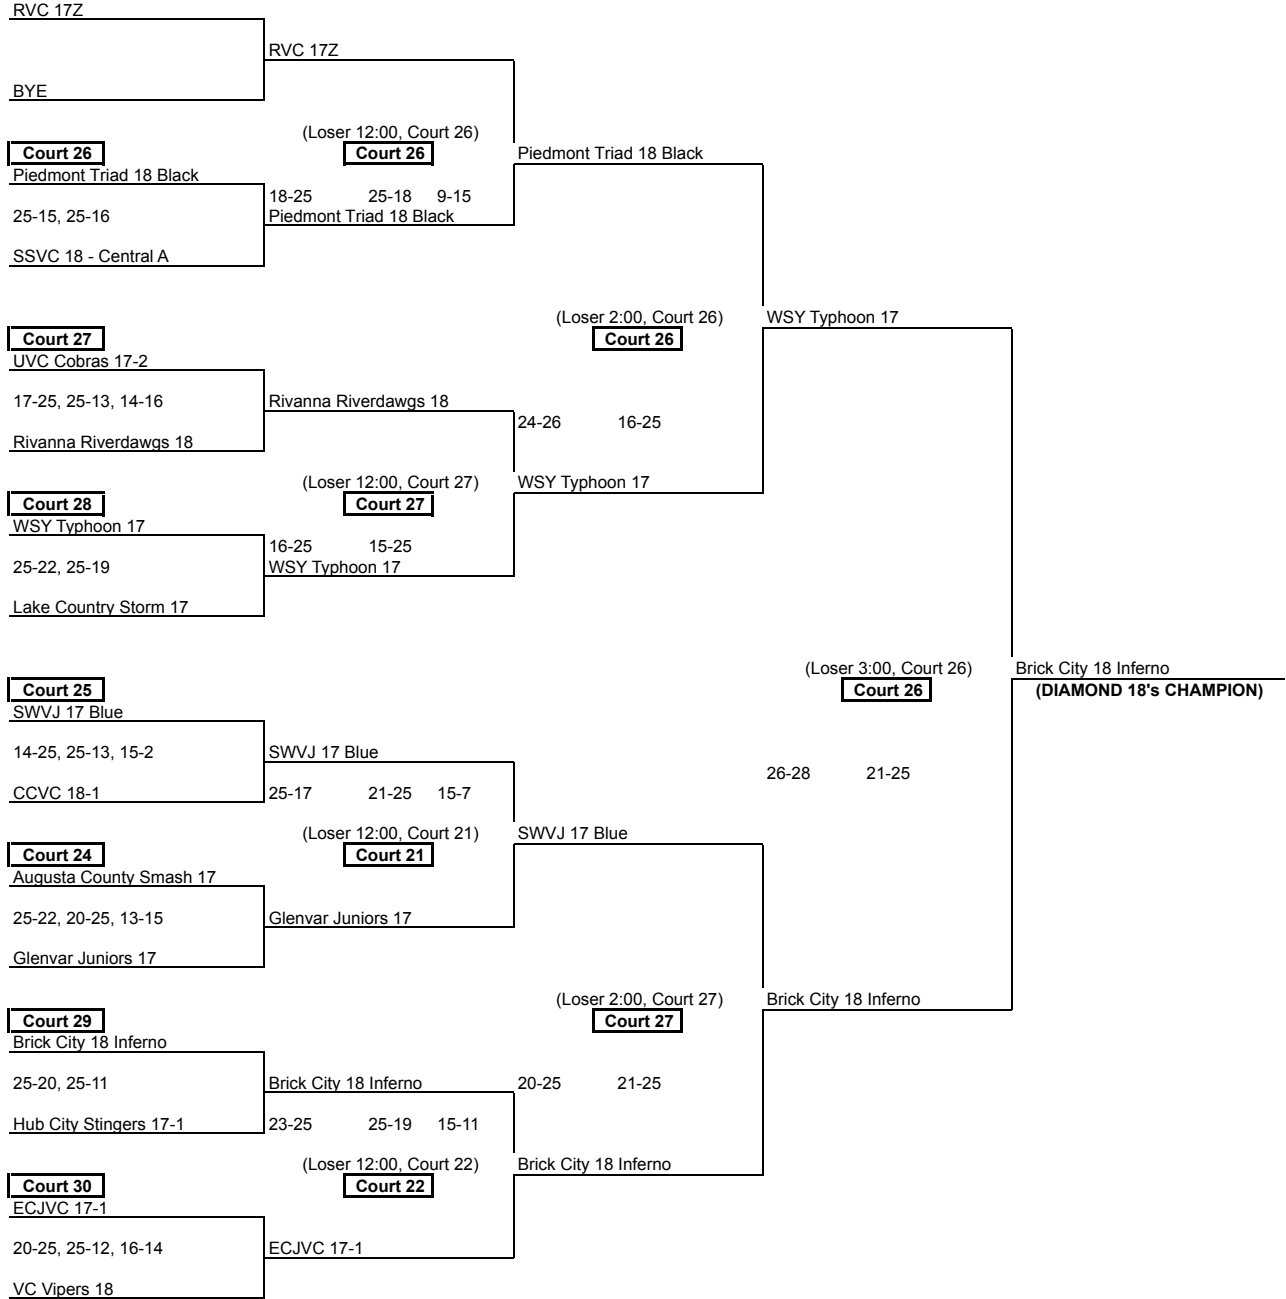 RVC 17Z
RVC 17Z
BYE
(Loser 12:00, Court 26)
Court 26
Court 26
Piedmont Triad 18 Black
Piedmont Triad 18 Black
18-25 25-18 9-15
25-15, 25-16
Piedmont Triad 18 Black
SSVC 18 - Central A
(Loser 2:00, Court 26)
WSY Typhoon 17
Court 27
Court 26
UVC Cobras 17-2
17-25, 25-13, 14-16
Rivanna Riverdawgs 18
24-26 16-25
Rivanna Riverdawgs 18
(Loser 12:00, Court 27)
WSY Typhoon 17
Court 28
Court 27
WSY Typhoon 17
16-25 15-25
25-22, 25-19
WSY Typhoon 17
Lake Country Storm 17
(Loser 3:00, Court 26)
Brick City 18 Inferno
Court 25
Court 26
(DIAMOND 18's CHAMPION)
SWVJ 17 Blue
14-25, 25-13, 15-2
SWVJ 17 Blue
26-28 21-25
CCVC 18-1
25-17 21-25 15-7
(Loser 12:00, Court 21)
SWVJ 17 Blue
Court 24
Court 21
Augusta County Smash 17
25-22, 20-25, 13-15
Glenvar Juniors 17
Glenvar Juniors 17
(Loser 2:00, Court 27)
Brick City 18 Inferno
Court 29
Court 27
Brick City 18 Inferno
25-20, 25-11
Brick City 18 Inferno
20-25 21-25
Hub City Stingers 17-1
23-25 25-19 15-11
(Loser 12:00, Court 22)
Brick City 18 Inferno
Court 30
Court 22
ECJVC 17-1
20-25, 25-12, 16-14
ECJVC 17-1
VC Vipers 18